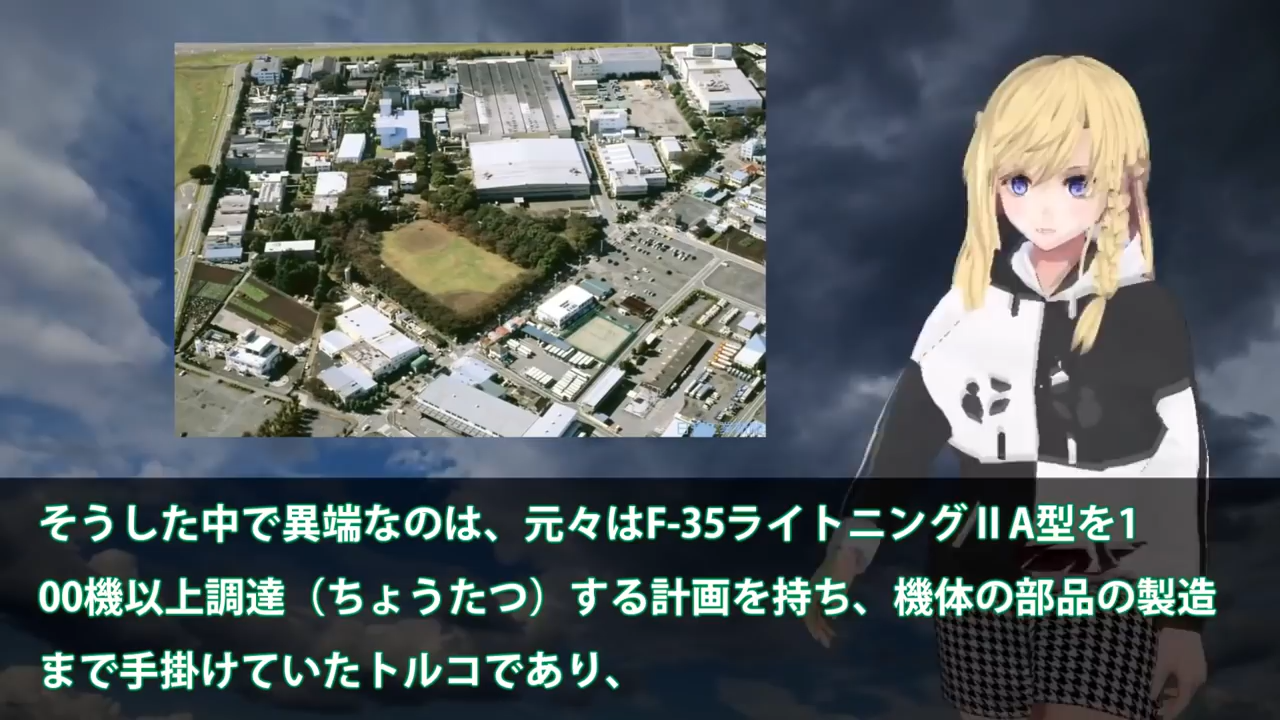 そうした中で異端なのは、元々はF-35ライトニングⅡA型を1
00機以上調達（ちょうたつ）する計画を持ち、機体の部品の製造
まで手掛けていたトルコであり、